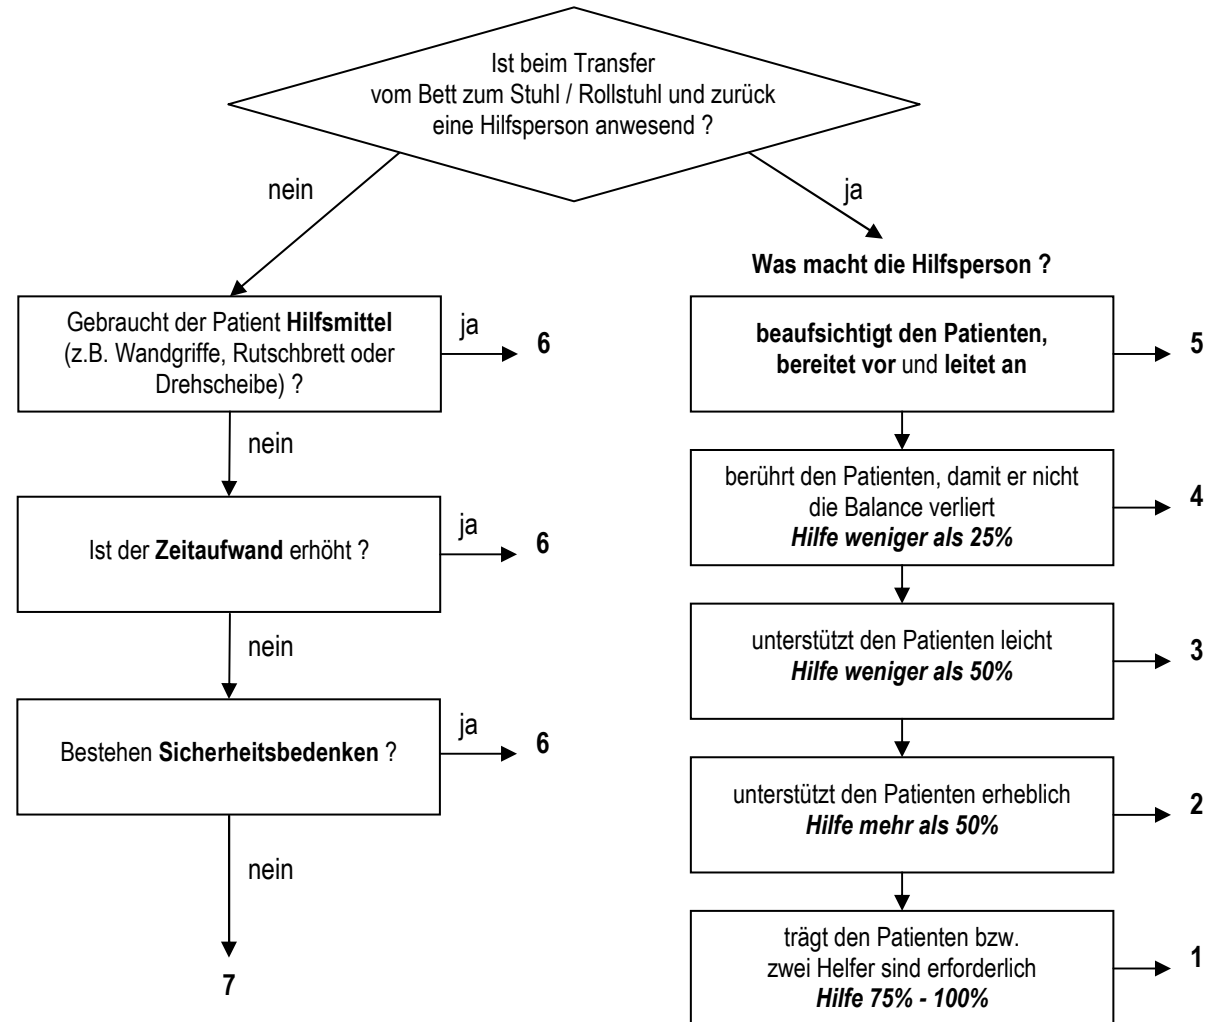 Ist beim Transfer
vom Bett zum Stuhl / Rollstuhl und zurück
eine Hilfsperson anwesend ?
nein
ja
Was macht die Hilfsperson ?
Gebraucht der Patient Hilfsmittel
(z.B. Wandgriffe, Rutschbrett oder
Drehscheibe) ?
ja
6
nein
Ist der Zeitaufwand erhöht ?
ja
6
nein
Bestehen Sicherheitsbedenken ?
ja
6
nein
7
beaufsichtigt den Patienten,
bereitet vor und leitet an
5
berührt den Patienten, damit er nicht
die Balance verliert
Hilfe weniger als 25%
4
unterstützt den Patienten leicht
Hilfe weniger als 50%
3
unterstützt den Patienten erheblich
Hilfe mehr als 50%
2
trägt den Patienten bzw.
zwei Helfer sind erforderlich
Hilfe 75% - 100%
1